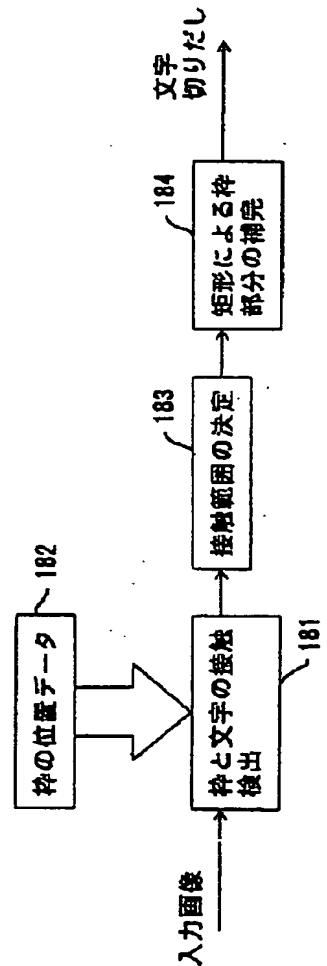 入力画像
枠の位置データ
182
枠と文字の接触
検出
181
接触範囲の決定
183
矩形による枠
部分の補完
184
文字
切りだし